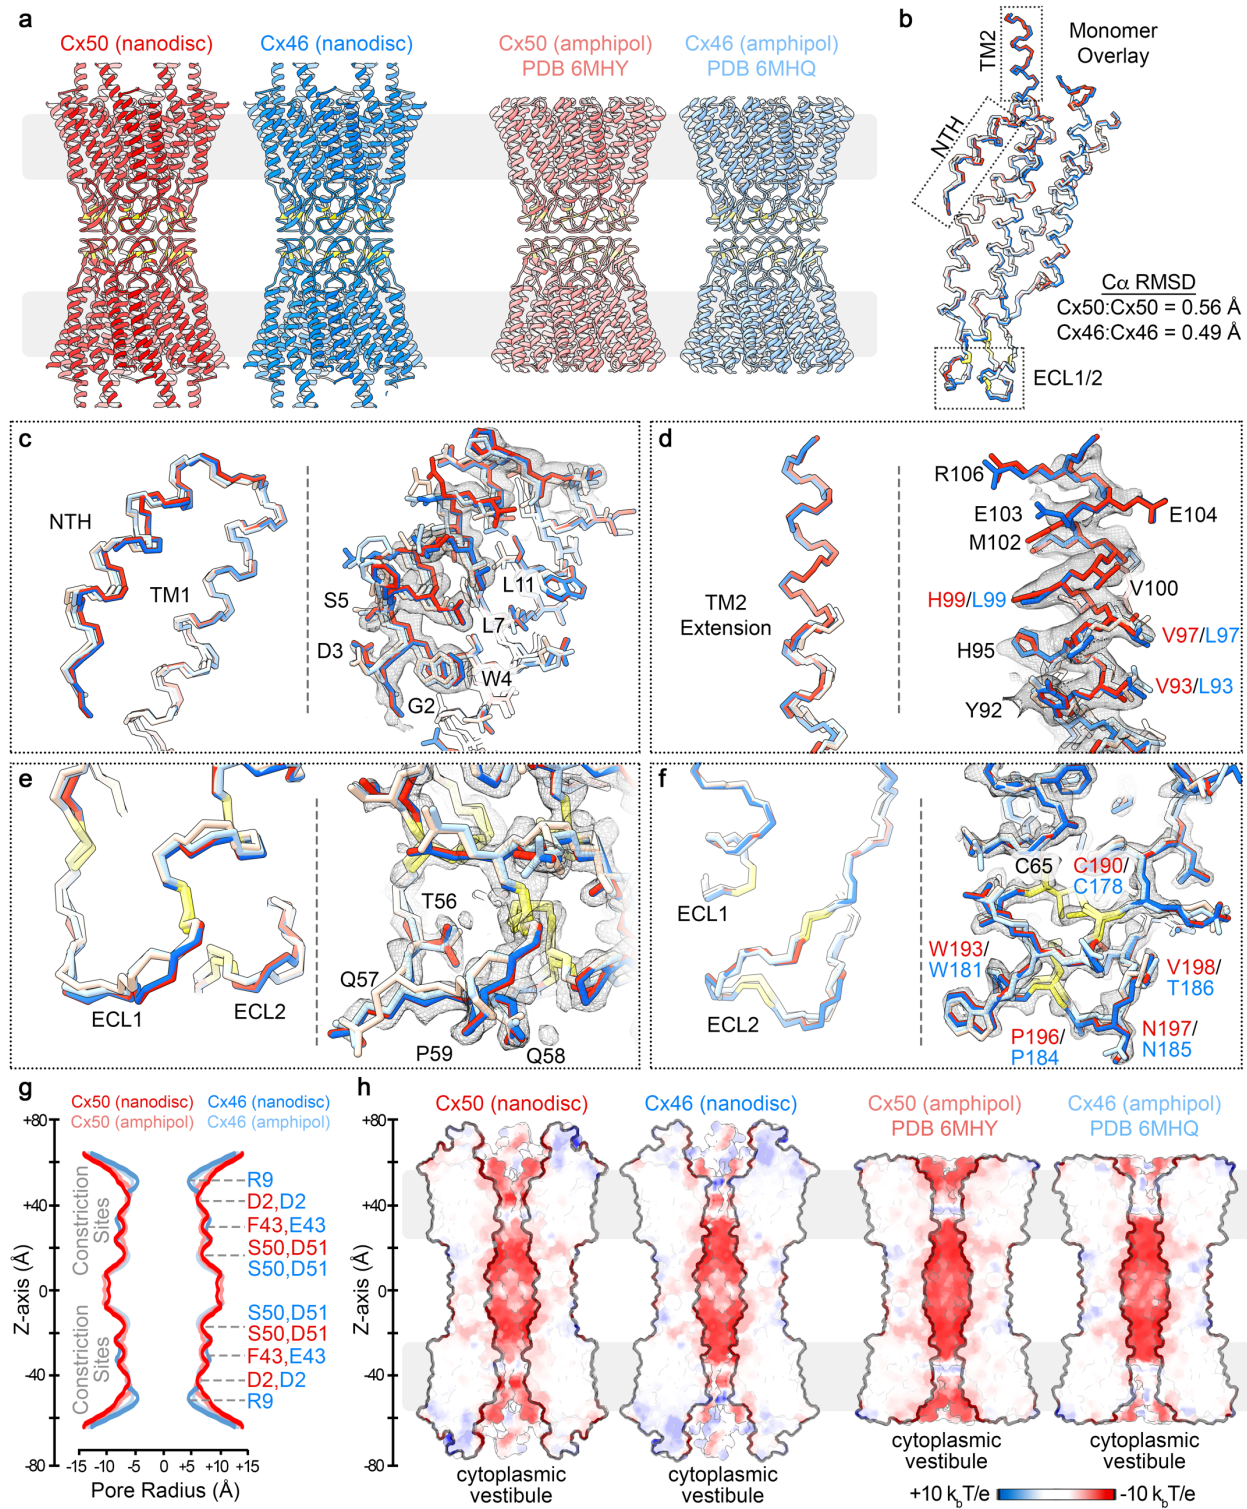 a
Cx50 (nanodisc)
Cx46 (nanodisc)
Cx50 (amphipol)
PDB 6MHY
Cx46 (amphipol)
PDB 6MHQ
b
TM2
NTH
Monomer
Overlay
Cα RMSD
Cx50:Cx50 = 0.56 Å
Cx46:Cx46 = 0.49 Å
ECL1/2
c
NTH
TM1
S5
D3
G2
W4
L7
L11
d
TM2
Extension
R106
E103
M102
E104
V100
H99/L99
H95
V97/L97
V93/L93
Y92
e
ECL1
ECL2
T56
Q57
P59
Q58
f
ECL1
ECL2
C65
C190/
C178
W193/
W181
V198/
T186
P196/
P184
N197/
N185
g
Cx50 (nanodisc)
Cx50 (amphipol)
Cx46 (nanodisc)
Cx46 (amphipol)
+80
+40
0
-40
-80
Z-axis (Å)
Constriction
Sites
Constriction
Sites
R9
D2,D2
F43,E43
S50,D51
S50,D51
S50,D51
S50,D51
F43,E43
D2,D2
R9
-15 -10 -5 0 +5 +10 +15
Pore Radius (Å)
h
Cx50 (nanodisc)
Cx46 (nanodisc)
Cx50 (amphipol)
PDB 6MHY
Cx46 (amphipol)
PDB 6MHQ
+80
+40
0
-40
-80
Z-axis (Å)
cytoplasmic
vestibule
cytoplasmic
vestibule
cytoplasmic
vestibule
cytoplasmic
vestibule
+10 kbT/e
-10 kbT/e